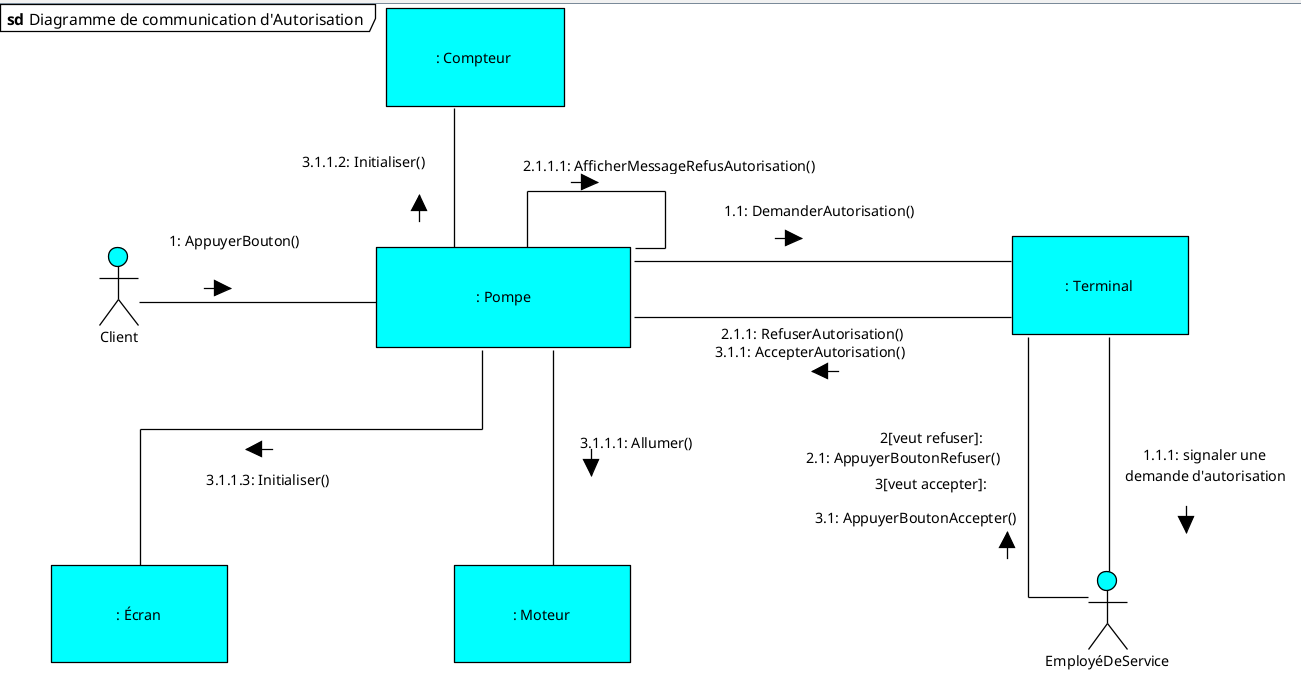 sd Diagramme de communication d'Autorisation
: Compteur
3.1.1.2: Initialiser()
2.1.1.1: AfficherMessageRefusAutorisation()
1.1: DemanderAutorisation()
1: AppuyerBouton()
Client
: Pompe
: Terminal
2.1.1: RefuserAutorisation()
3.1.1: AccepterAutorisation()
3.1.1.3: Initialiser()
3.1.1.1: Allumer()
2[veut refuser]:
2.1: AppuyerBoutonRefuser()
3[veut accepter]:
3.1: AppuyerBoutonAccepter()
1.1.1: signaler une
demande d'autorisation
: Écran
: Moteur
EmployéDeService